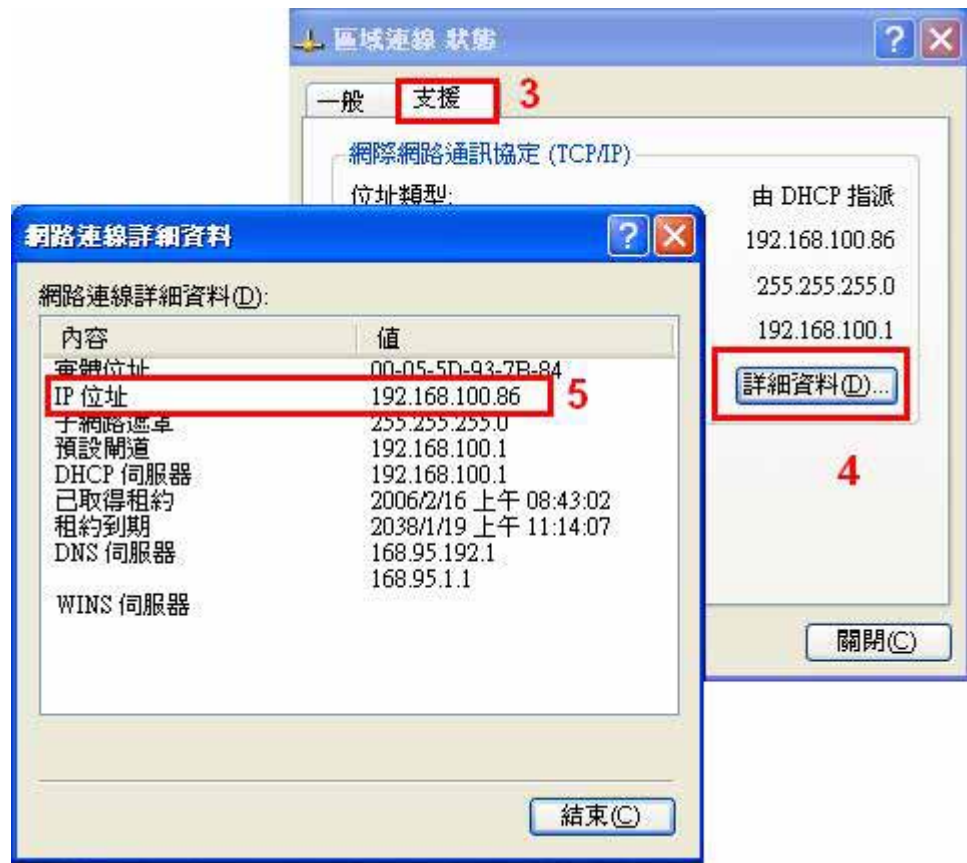 區域連線 狀態
一般 支援 3
網際網路通訊協定 (TCP/IP)
位址類型: 由 DHCP 指派
192.168.100.86
255.255.255.0
192.168.100.1
詳細資料(D)...
4
關閉(C)
網路連線詳細資料
網路連線詳細資料(D):
內容 值
實體位址 00-05-5D-93-7B-84
IP 位址 192.168.100.86 5
子網路遮罩 255.255.255.0
預設閘道 192.168.100.1
DHCP 伺服器 192.168.100.1
已取得租約 2006/2/16 上午 08:43:02
租約到期 2038/1/19 上午 11:14:07
DNS 伺服器 168.95.192.1
168.95.1.1
WINS 伺服器
結束(C)